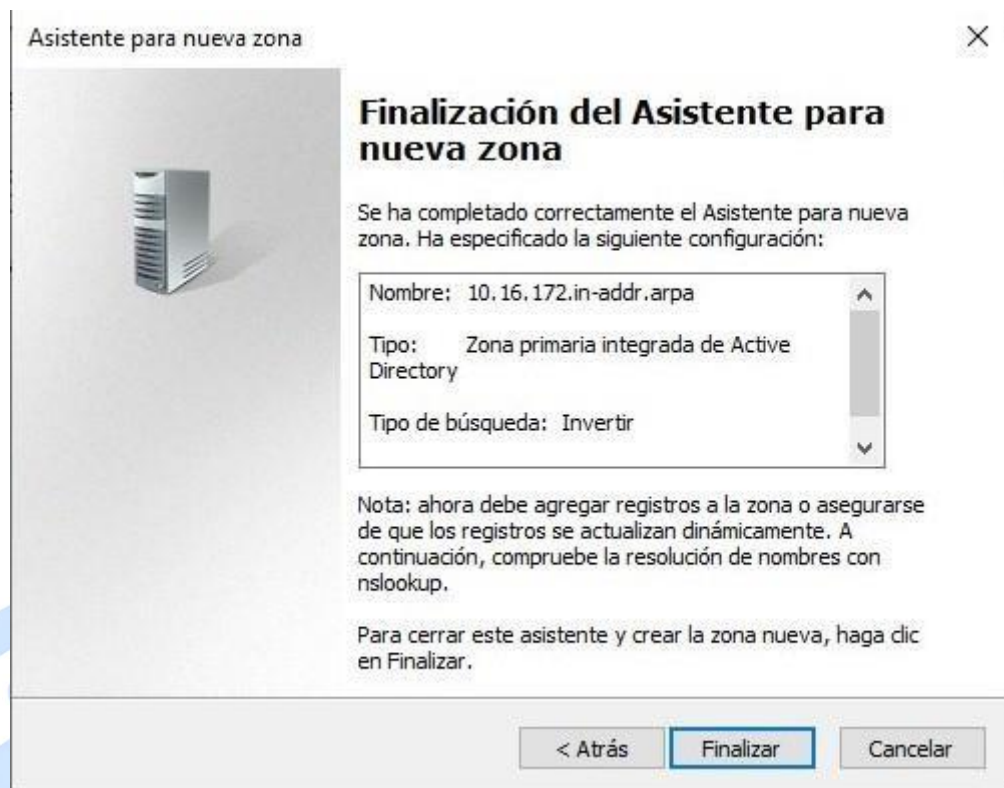 Asistente para nueva zona
Finalización del Asistente para
nueva zona
Se ha completado correctamente el Asistente para nueva
zona. Ha especificado la siguiente configuración:
Nombre: 10.16.172.in-addr.arpa
Tipo: Zona primaria integrada de Active
Directory
Tipo de búsqueda: Invertir
Nota: ahora debe agregar registros a la zona o asegurarse
de que los registros se actualizan dinámicamente. A
continuación, compruebe la resolución de nombres con
nslookup.
Para cerrar este asistente y crear la zona nueva, haga clic
en Finalizar.
< Atrás
Finalizar
Cancelar